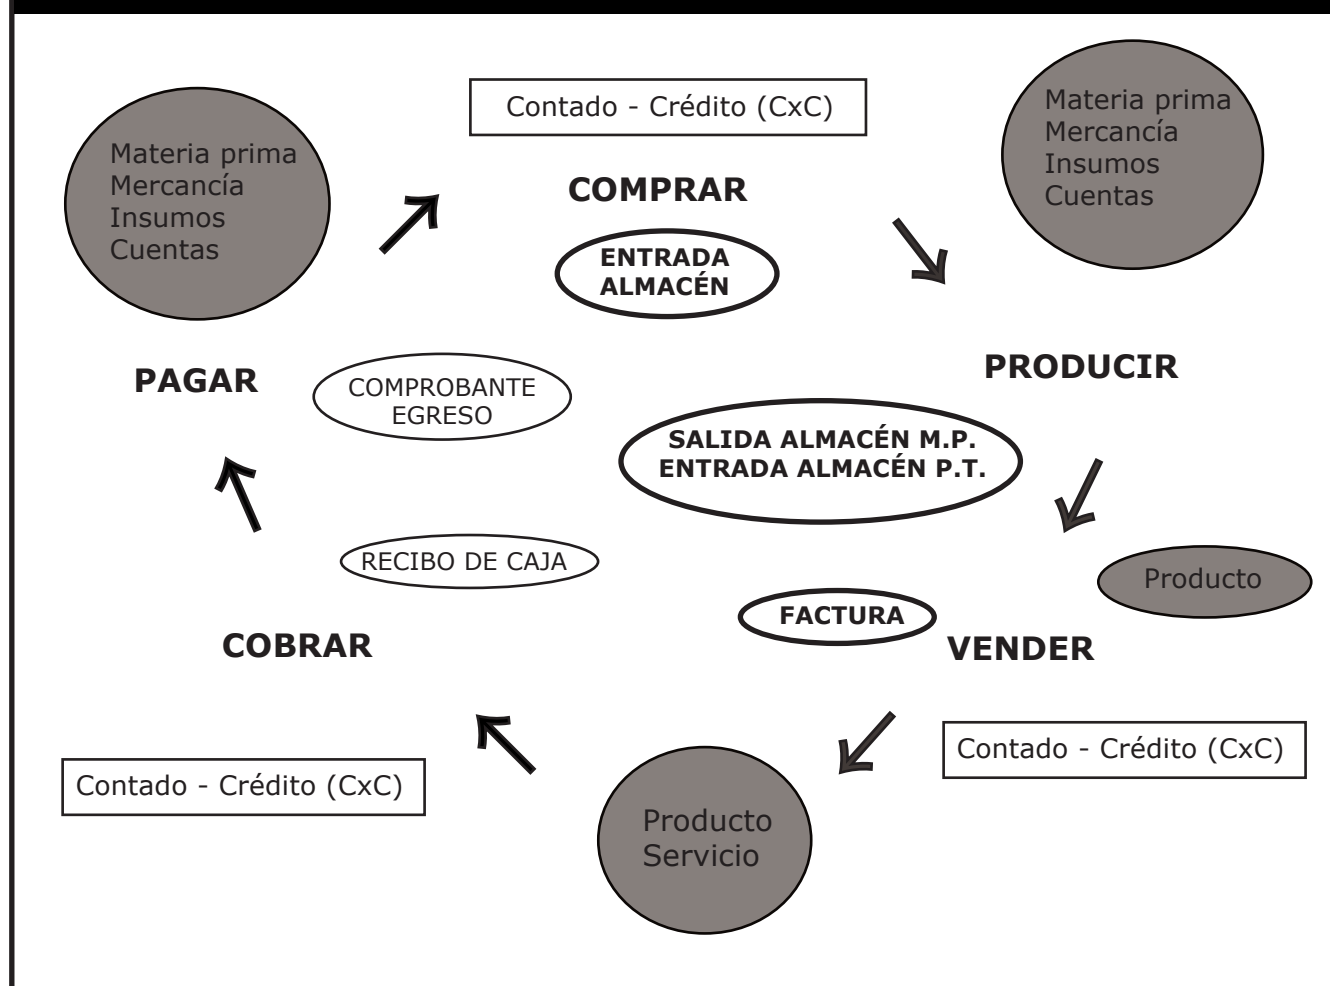 Contado - Crédito (CxC)
Materia prima
Mercancía
Insumos
Cuentas
Materia prima
Mercancía
Insumos
Cuentas
COMPRAR
ENTRADA
ALMACÉN
PAGAR
COMPROBANTE
EGRESO
PRODUCIR
SALIDA ALMACÉN M.P.
ENTRADA ALMACÉN P.T.
RECIBO DE CAJA
Producto
FACTURA
COBRAR
VENDER
Contado - Crédito (CxC)
Contado - Crédito (CxC)
Producto
Servicio